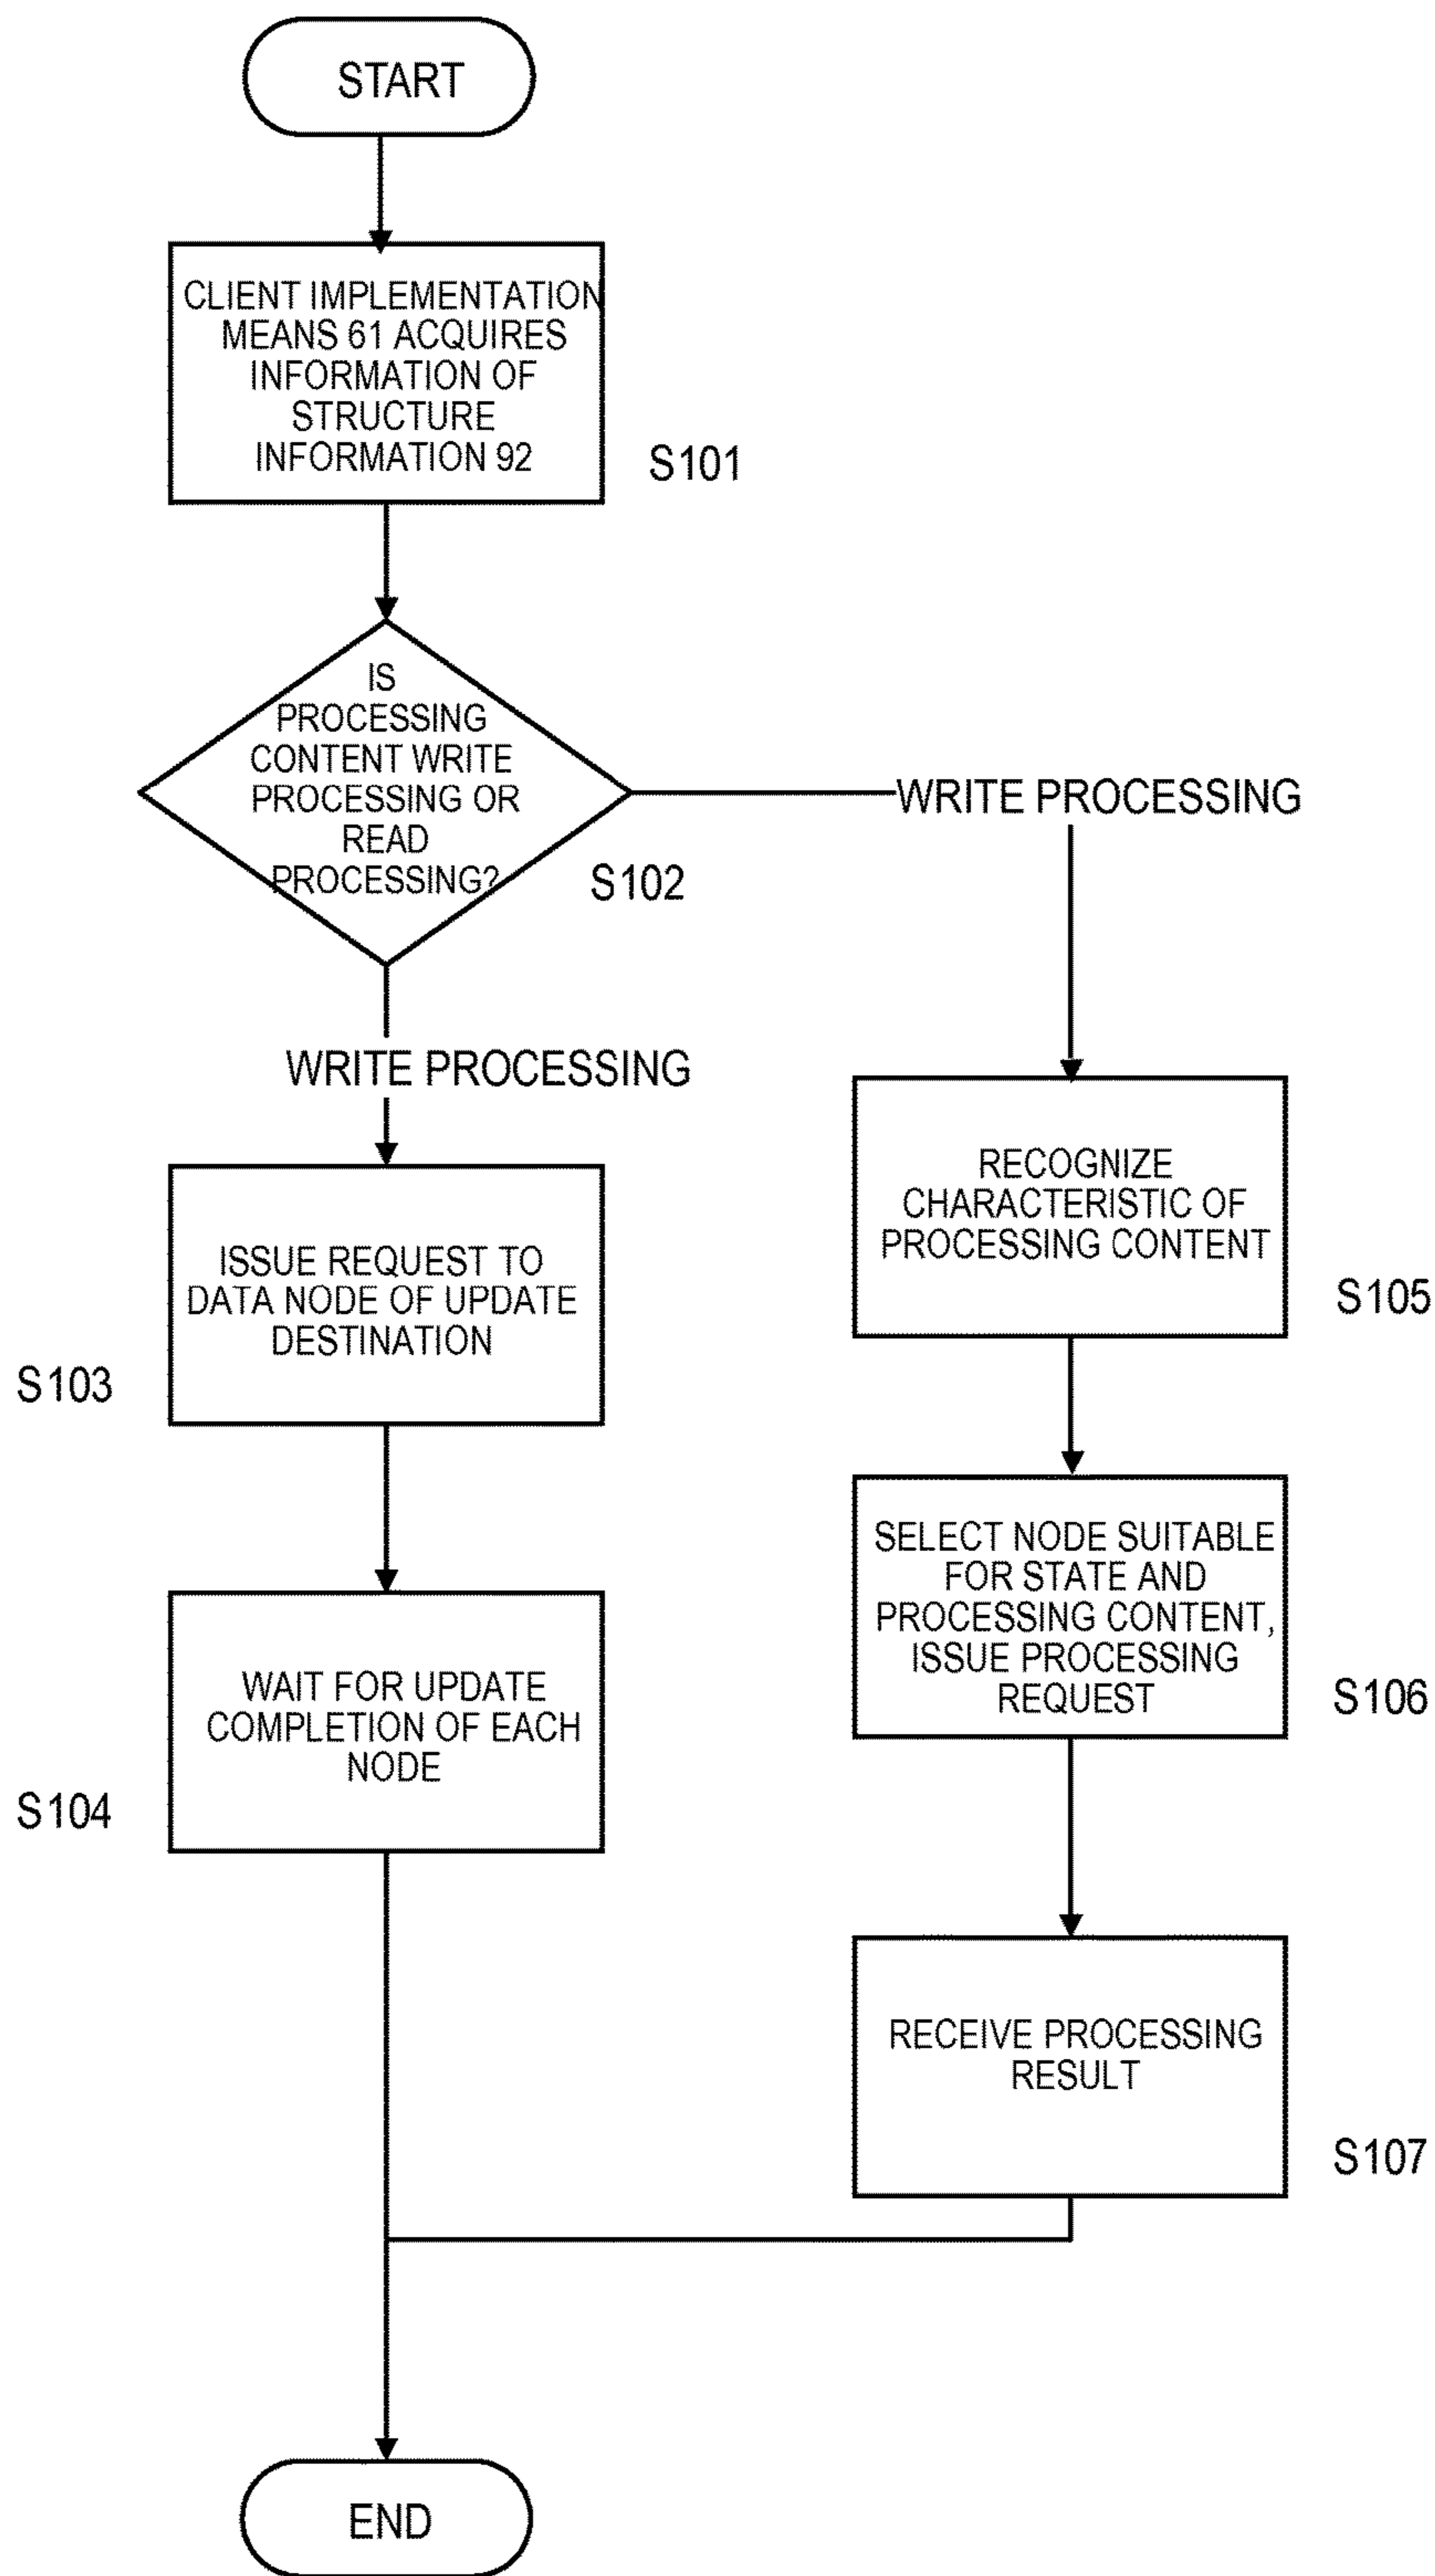 START
CLIENT IMPLEMENTATION
MEANS 61 ACQUIRES
INFORMATION OF
STRUCTURE
INFORMATION 92
S101
IS
PROCESSING
CONTENT WRITE
PROCESSING OR
READ
PROCESSING?
S102
WRITE PROCESSING
WRITE PROCESSING
ISSUE REQUEST TO
DATA NODE OF UPDATE
DESTINATION
S103
WAIT FOR UPDATE
COMPLETION OF EACH
NODE
S104
RECOGNIZE
CHARACTERISTIC OF
PROCESSING CONTENT
S105
SELECT NODE SUITABLE
FOR STATE AND
PROCESSING CONTENT,
ISSUE PROCESSING
REQUEST
S106
RECEIVE PROCESSING
RESULT
S107
END